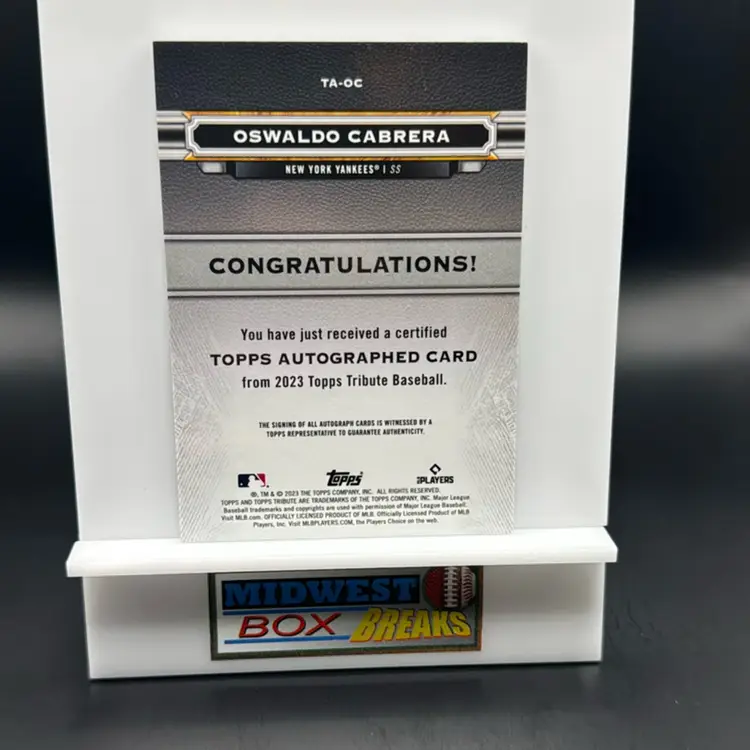 TA-OC
OSWALDO CABRERA
NEW YORK YANKEES® | SS
CONGRATULATIONS!
You have just received a certified
TOPPS AUTOGRAPHED CARD
from 2023 Topps Tribute Baseball.
THE SIGNING OF ALL AUTOGRAPH CARDS IS WITNESSED BY A
TOPPS REPRESENTATIVE TO GUARANTEE AUTHENTICITY.
Topps
PLAYERS
®, TM & © 2023 THE TOPPS COMPANY, INC. ALL RIGHTS RESERVED.
TOPPS AND TOPPS TRIBUTE ARE TRADEMARKS OF THE TOPPS COMPANY, INC. Major League
Baseball trademarks and copyrights are used with permission of Major League Baseball.
Visit MLB.com. OFFICIALLY LICENSED PRODUCT OF MLB. Officially Licensed Product of MLB
Players, Inc. Visit MLBPLAYERS.COM, the Players Choice on the web.
MIDWEST
BOX BREAKS